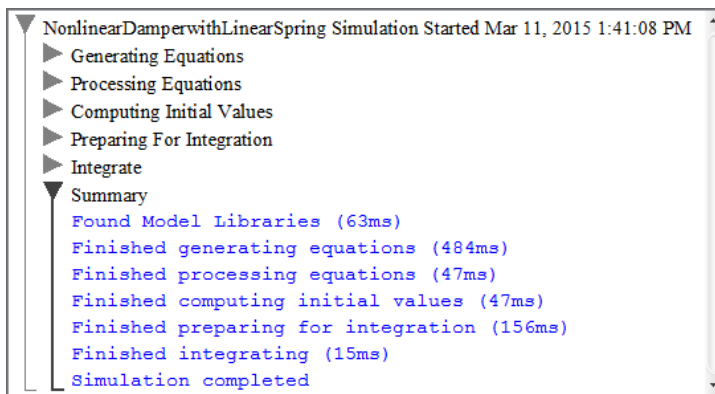 NonlinearDamperwithLinearSpring Simulation Started Mar 11, 2015 1:41:08 PM
Generating Equations
Processing Equations
Computing Initial Values
Preparing For Integration
Integrate
Summary
Found Model Libraries (63ms)
Finished generating equations (484ms)
Finished processing equations (47ms)
Finished computing initial values (47ms)
Finished preparing for integration (156ms)
Finished integrating (15ms)
Simulation completed